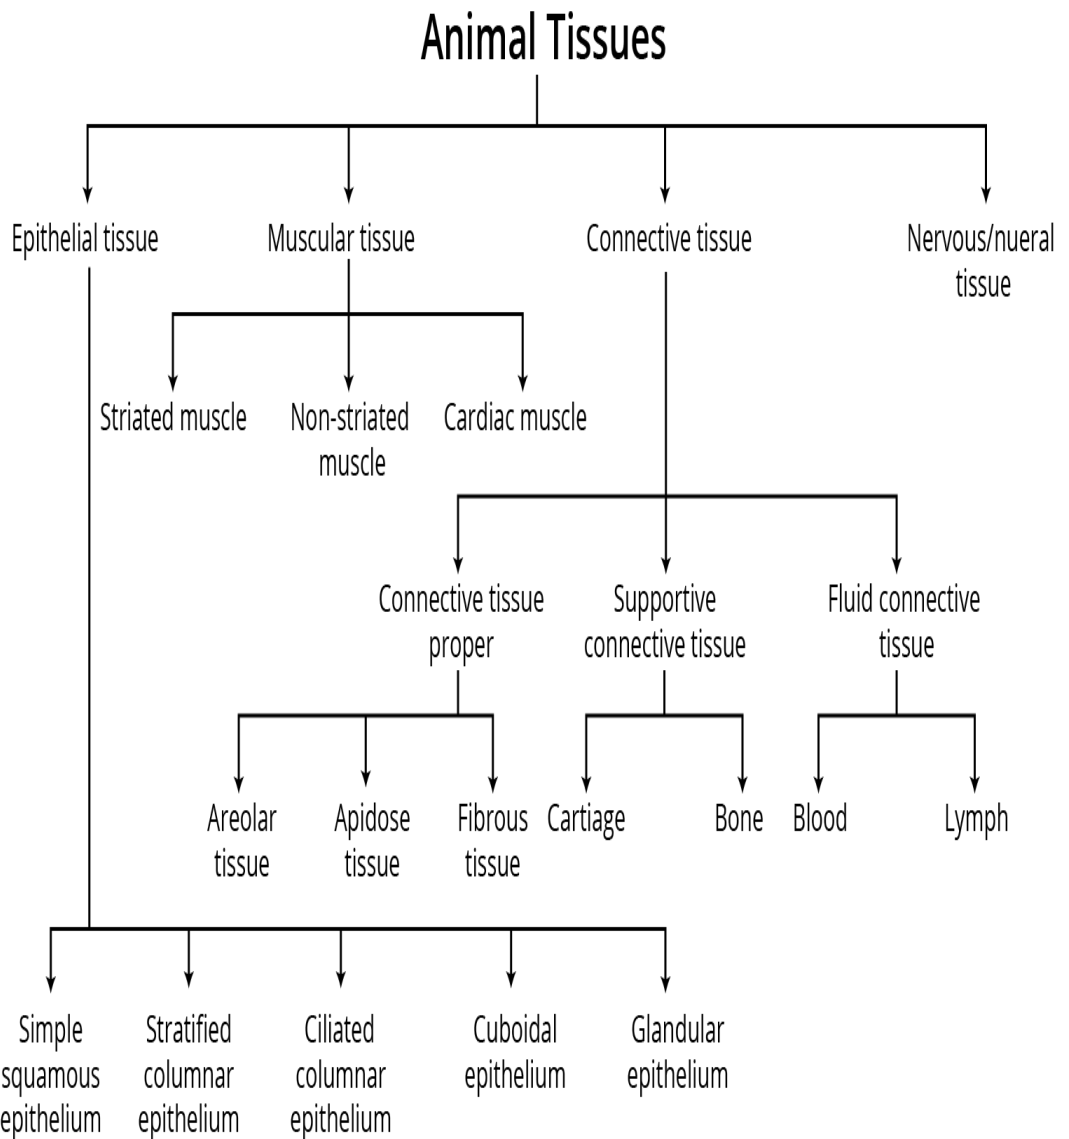 Animal Tissues
Epithelial tissue
Muscular tissue
Connective tissue
Nervous/nueral
tissue
Striated muscle
Non-striated
muscle
Cardiac muscle
Connective tissue
proper
Supportive
connective tissue
Fluid connective
tissue
Areolar
tissue
Apidose
tissue
Fibrous
tissue
Cartiage
Bone
Blood
Lymph
Simple
squamous
epithelium
Stratified
columnar
epithelium
Ciliated
columnar
epithelium
Cuboidal
epithelium
Glandular
epithelium